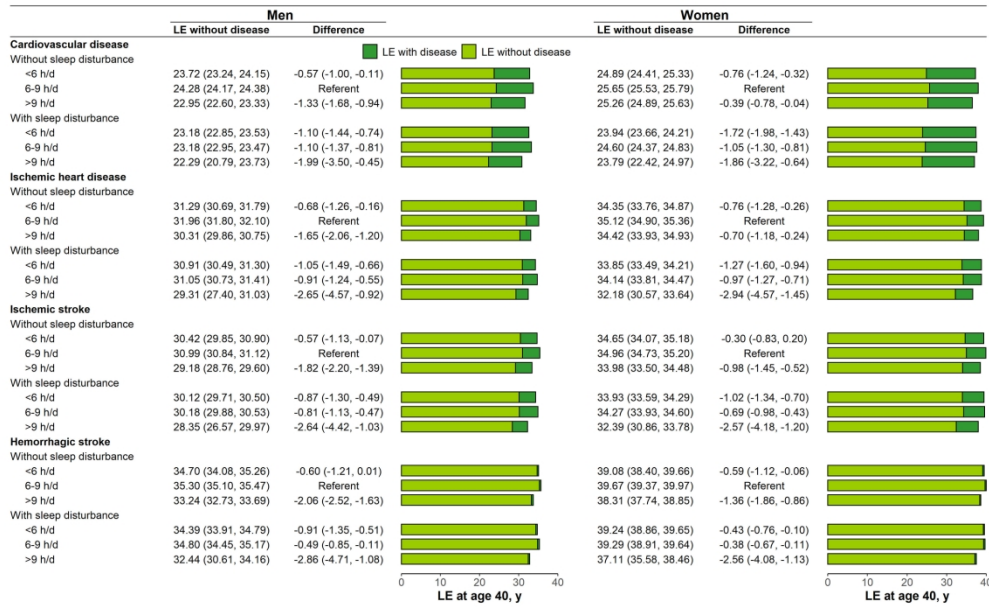 Men Women
LE without disease Difference LE without disease Difference
Cardiovascular disease LE with disease LE without disease
Without sleep disturbance
<6 h/d 23.72 (23.24, 24.15) -0.57 (-1.00, -0.11) 24.89 (24.41, 25.33) -0.76 (-1.24, -0.32)
6-9 h/d 24.28 (24.17, 24.38) Referent 25.65 (25.53, 25.79) Referent
>9 h/d 22.95 (22.60, 23.33) -1.33 (-1.68, -0.94) 25.26 (24.89, 25.63) -0.39 (-0.78, -0.04)
With sleep disturbance
<6 h/d 23.18 (22.85, 23.53) -1.10 (-1.44, -0.74) 23.94 (23.66, 24.21) -1.72 (-1.98, -1.43)
6-9 h/d 23.18 (22.95, 23.47) -1.10 (-1.37, -0.81) 24.60 (24.37, 24.83) -1.05 (-1.30, -0.81)
>9 h/d 22.29 (20.79, 23.73) -1.99 (-3.50, -0.45) 23.79 (22.42, 24.97) -1.86 (-3.22, -0.64)
Ischemic heart disease
Without sleep disturbance
<6 h/d 31.29 (30.69, 31.79) -0.68 (-1.26, -0.16) 34.35 (33.76, 34.87) -0.76 (-1.28, -0.26)
6-9 h/d 31.96 (31.80, 32.10) Referent 35.12 (34.90, 35.36) Referent
>9 h/d 30.31 (29.86, 30.75) -1.65 (-2.06, -1.20) 34.42 (33.93, 34.93) -0.70 (-1.18, -0.24)
With sleep disturbance
<6 h/d 30.91 (30.49, 31.30) -1.05 (-1.49, -0.66) 33.85 (33.49, 34.21) -1.27 (-1.60, -0.94)
6-9 h/d 31.05 (30.73, 31.41) -0.91 (-1.24, -0.55) 34.14 (33.81, 34.47) -0.97 (-1.27, -0.71)
>9 h/d 29.31 (27.40, 31.03) -2.65 (-4.57, -0.92) 32.18 (30.57, 33.64) -2.94 (-4.57, -1.45)
Ischemic stroke
Without sleep disturbance
<6 h/d 30.42 (29.85, 30.90) -0.57 (-1.13, -0.07) 34.65 (34.07, 35.18) -0.30 (-0.83, 0.20)
6-9 h/d 30.99 (30.84, 31.12) Referent 34.96 (34.73, 35.20) Referent
>9 h/d 29.18 (28.76, 29.60) -1.82 (-2.20, -1.39) 33.98 (33.50, 34.48) -0.98 (-1.45, -0.52)
With sleep disturbance
<6 h/d 30.12 (29.71, 30.50) -0.87 (-1.30, -0.49) 33.93 (33.59, 34.29) -1.02 (-1.34, -0.70)
6-9 h/d 30.18 (29.88, 30.53) -0.81 (-1.13, -0.47) 34.27 (33.93, 34.60) -0.69 (-0.98, -0.43)
>9 h/d 28.35 (26.57, 29.97) -2.64 (-4.42, -1.03) 32.39 (30.86, 33.78) -2.57 (-4.18, -1.20)
Hemorrhagic stroke
Without sleep disturbance
<6 h/d 34.70 (34.08, 35.26) -0.60 (-1.21, 0.01) 39.08 (38.40, 39.66) -0.59 (-1.12, -0.06)
6-9 h/d 35.30 (35.10, 35.47) Referent 39.67 (39.37, 39.97) Referent
>9 h/d 33.24 (32.73, 33.69) -2.06 (-2.52, -1.63) 38.31 (37.74, 38.85) -1.36 (-1.86, -0.86)
With sleep disturbance
<6 h/d 34.39 (33.91, 34.79) -0.91 (-1.35, -0.51) 39.24 (38.86, 39.65) -0.43 (-0.76, -0.10)
6-9 h/d 34.80 (34.45, 35.17) -0.49 (-0.85, -0.11) 39.29 (38.91, 39.64) -0.38 (-0.67, -0.11)
>9 h/d 32.44 (30.61, 34.16) -2.86 (-4.71, -1.08) 37.11 (35.58, 38.46) -2.56 (-4.08, -1.13)
0 10 20 30 40 0 10 20 30 40
LE at age 40, y LE at age 40, y